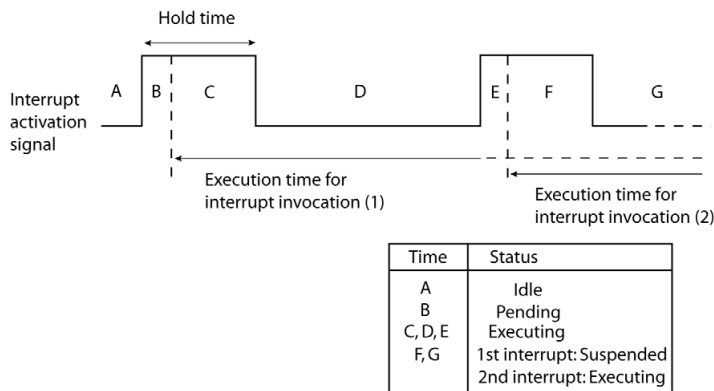 Hold time
A
B
C
D
E
F
G
Interrupt
activation
signal
Execution time for
interrupt invocation (1)
Execution time for
interrupt invocation (2)
Time Status
A Idle
B Pending
C, D, E Executing
F, G 1st interrupt: Suspended
2nd interrupt: Executing